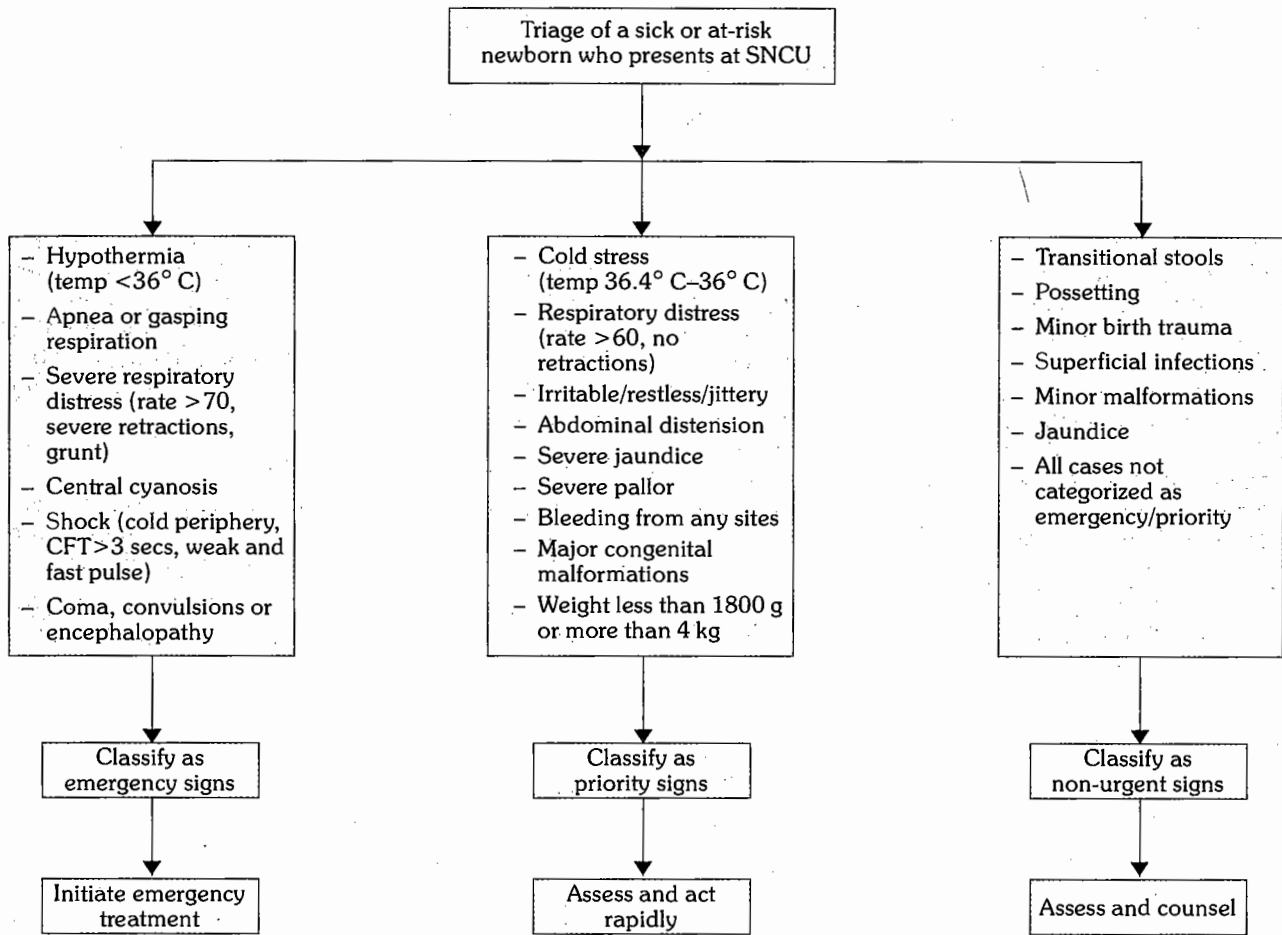 Triage of a sick or at-risk
newborn who presents at SNCU
– Hypothermia
(temp <36° C)
– Apnea or gasping
respiration
– Severe respiratory
distress (rate >70,
severe retractions,
grunt)
– Central cyanosis
– Shock (cold periphery,
CFT>3 secs, weak and
fast pulse)
– Coma, convulsions or
encephalopathy
– Cold stress
(temp 36.4° C–36° C)
– Respiratory distress
(rate >60, no
retractions)
– Irritable/restless/jittery
– Abdominal distension
– Severe jaundice
– Severe pallor
– Bleeding from any sites
– Major congenital
malformations
– Weight less than 1800 g
or more than 4 kg
– Transitional stools
– Possetting
– Minor birth trauma
– Superficial infections
– Minor malformations
– Jaundice
– All cases not
categorized as
emergency/priority
Classify as
emergency signs
Classify as
priority signs
Classify as
non-urgent signs
Initiate emergency
treatment
Assess and act
rapidly
Assess and counsel